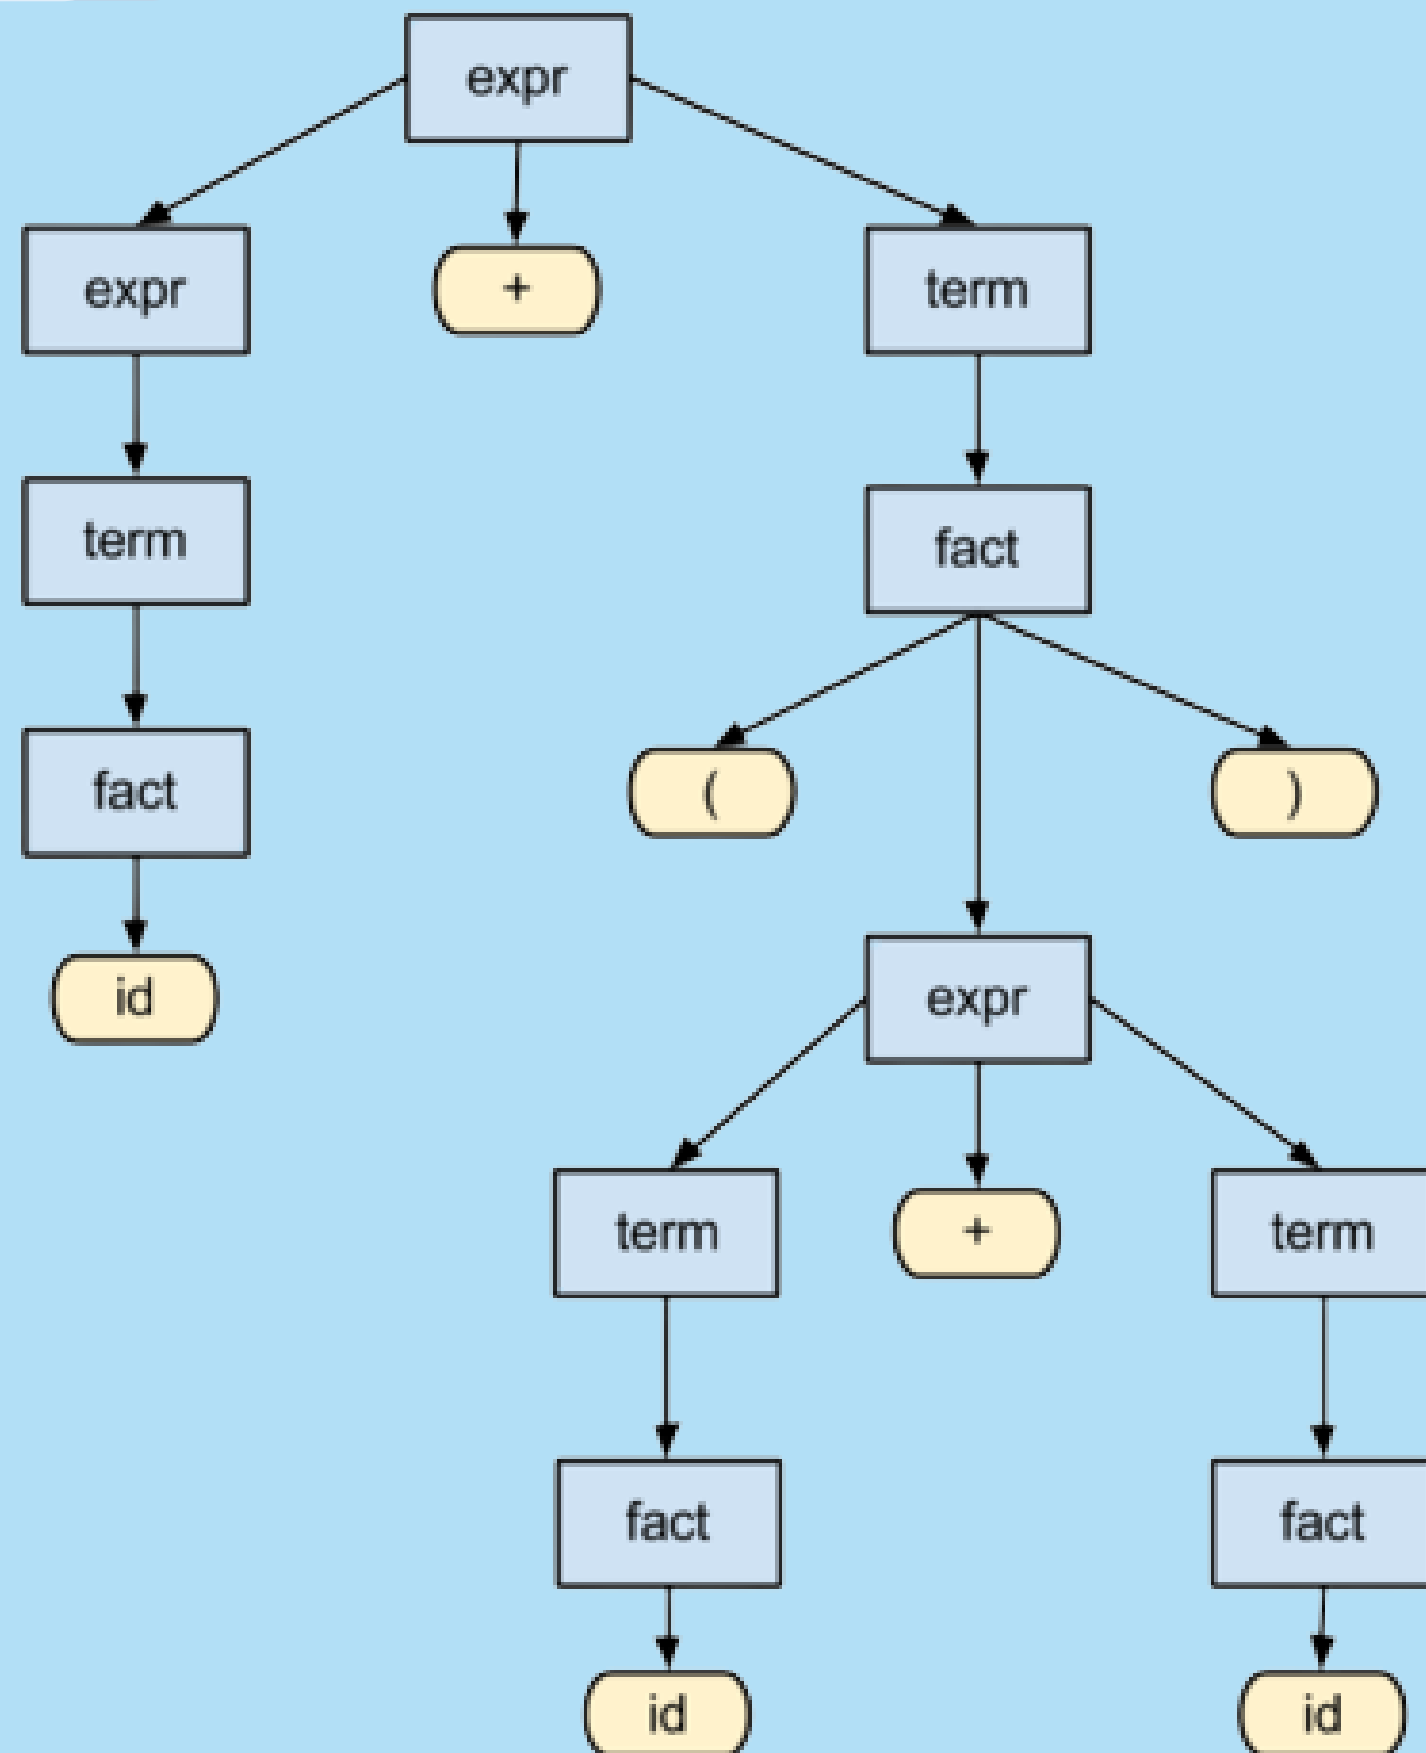 expr
expr
+
term
term
fact
fact
(
)
id
expr
term
+
term
fact
fact
id
id